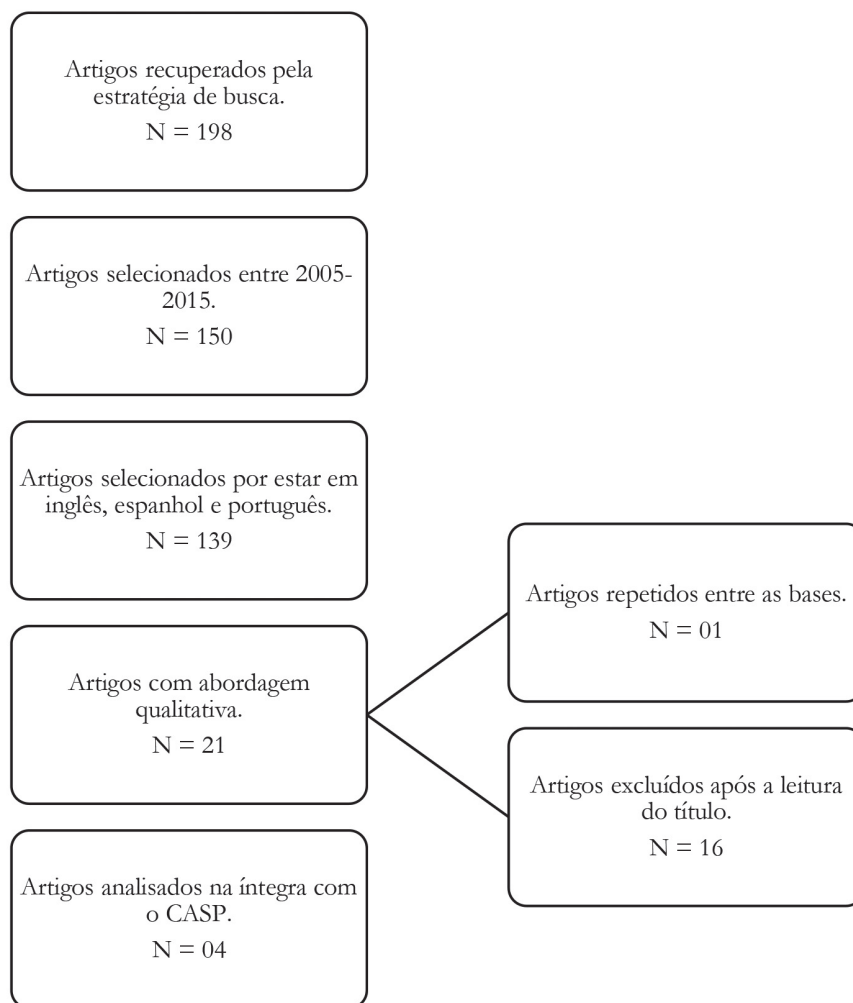 Artigos recuperados pela
estratégia de busca.
N = 198
Artigos selecionados entre 2005-
2015.
N = 150
Artigos selecionados por estar em
inglês, espanhol e português.
N = 139
Artigos com abordagem
qualitativa.
N = 21
Artigos repetidos entre as bases.
N = 01
Artigos excluídos após a leitura
do título.
N = 16
Artigos analisados na íntegra com
o CASP.
N = 04